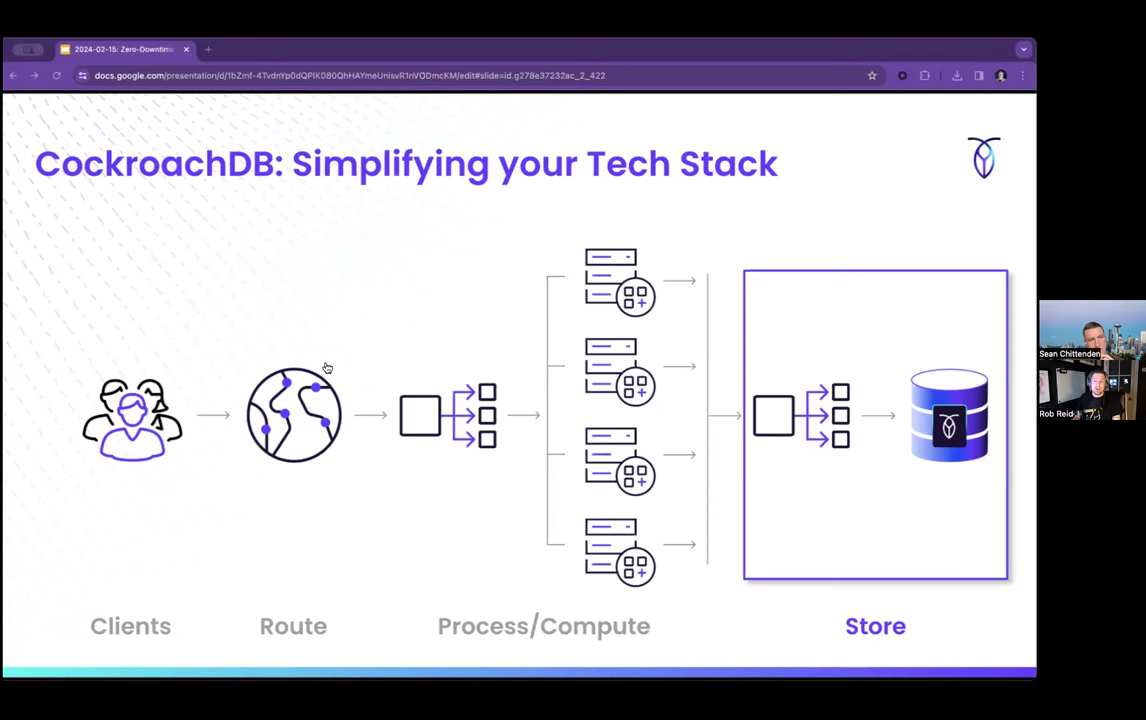 2024-02-15: Zero-Downtim
docs.google.com/presentation/d/1bZmf-4TvdnYp0dQPIK080QhHAYmeUnisvR1nVODmcKM/edit#slide=id.g278e37232ac_2_422
CockroachDB: Simplifying your Tech Stack
Sean Chittenden
Rob Reid
Clients
Route
Process/Compute
Store